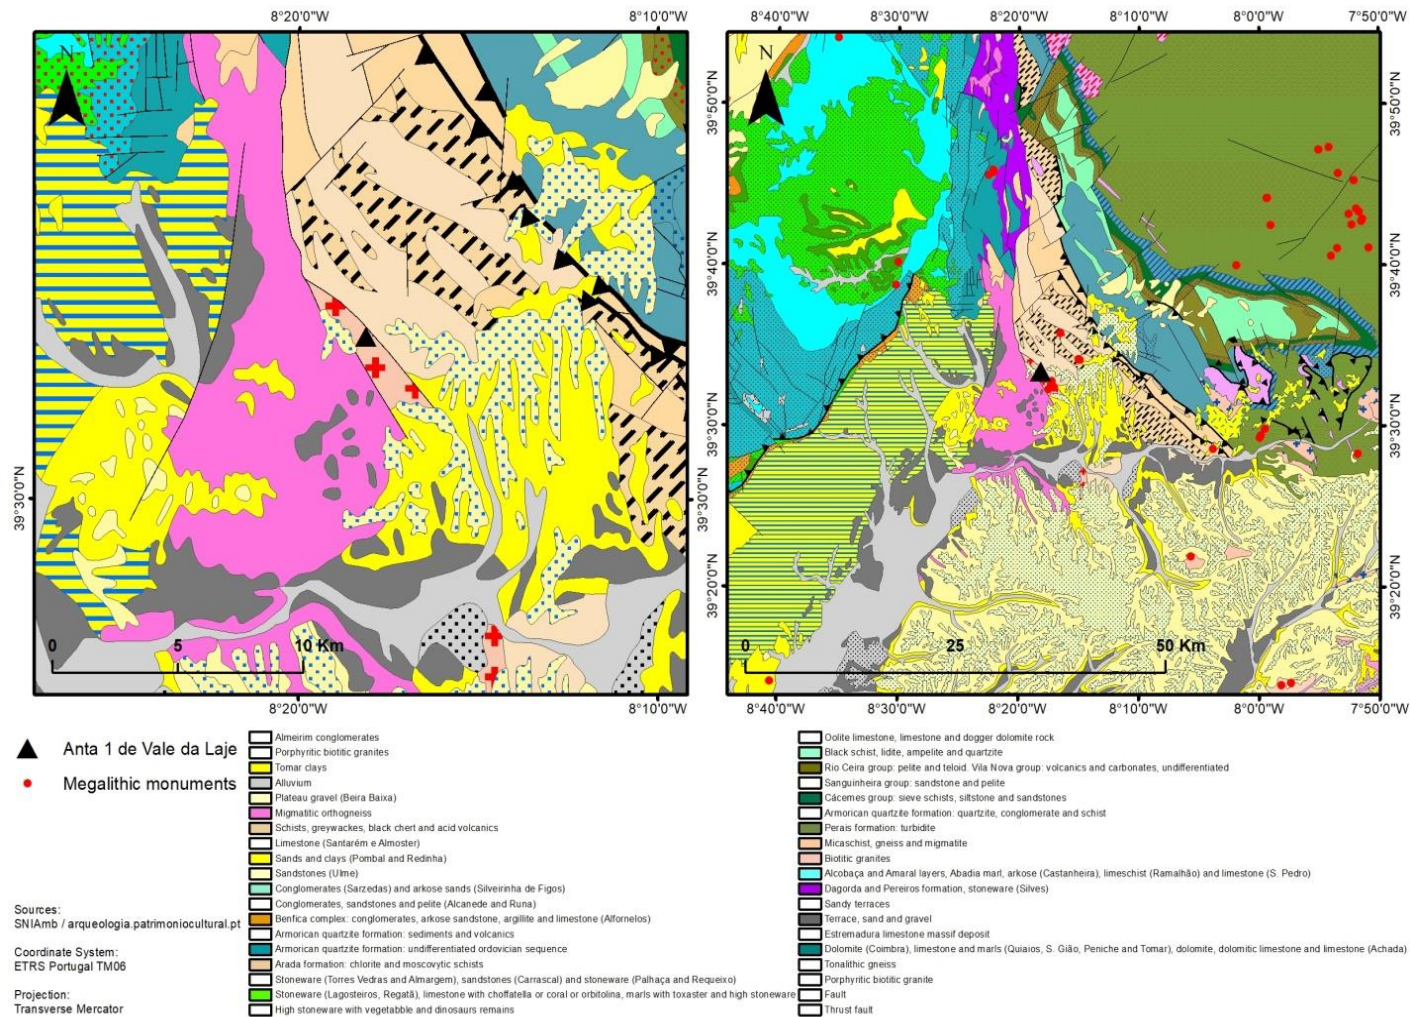 8°20'0"W
8°10'0"W
8°40'0"W
8°30'0"W
8°20'0"W
8°10'0"W
8°0'0"W
7°50'0"W
N
N
39°50'0"N
39°50'0"N
39°40'0"N
39°40'0"N
39°30'0"N
39°30'0"N
39°30'0"N
39°30'0"N
39°20'0"N
39°20'0"N
0
5
10 Km
0
25
50 Km
8°20'0"W
8°10'0"W
8°40'0"W
8°30'0"W
8°20'0"W
8°10'0"W
8°0'0"W
7°50'0"W
Anta 1 de Vale da Laje
Megalithic monuments
Sources:
SNIAmb / arqueologia.patrimoniocultural.pt
Coordinate System:
ETRS Portugal TM06
Projection:
Transverse Mercator
Almeirim conglomerates
Porphyritic biotitic granites
Tomar clays
Alluvium
Plateau gravel (Beira Baixa)
Migmatitic orthogneiss
Schists, greywackes, black chert and acid volcanics
Limestone (Santarém e Almoster)
Sands and clays (Pombal and Redinha)
Sandstones (Ulme)
Conglomerates (Sarzedas) and arkose sands (Silveirinha de Figos)
Conglomerates, sandstones and pelite (Alcanede and Runa)
Benfica complex: conglomerates, arkose sandstone, argillite and limestone (Alfornelos)
Armorican quartzite formation: sediments and volcanics
Armorican quartzite formation: undifferentiated ordovician sequence
Arada formation: chlorite and moscovytic schists
Stoneware (Torres Vedras and Almargem), sandstones (Carrascal) and stoneware (Palhaça and Requeixo)
Stoneware (Lagosteiros, Regatã), limestone with choffatella or coral or orbitolina, marls with toxaster and high stoneware
High stoneware with vegetabble and dinosaurs remains
Oolite limestone, limestone and dogger dolomite rock
Black schist, lidite, ampelite and quartzite
Rio Ceira group: pelite and teloid. Vila Nova group: volcanics and carbonates, undifferentiated
Sanguinheira group: sandstone and pelite
Cácemes group: sieve schists, siltstone and sandstones
Armorican quartzite formation: quartzite, conglomerate and schist
Perais formation: turbidite
Micaschist, gneiss and migmatite
Biotitic granites
Alcobaça and Amaral layers, Abadia marl, arkose (Castanheira), limeschist (Ramalhão) and limestone (S. Pedro)
Dagorda and Pereiros formation, stoneware (Silves)
Sandy terraces
Terrace, sand and gravel
Estremadura limestone massif deposit
Dolomite (Coimbra), limestone and marls (Quiaios, S. Gião, Peniche and Tomar), dolomite, dolomitic limestone and limestone (Achada)
Tonalithic gneiss
Porphyritic biotitic granite
Fault
Thrust fault